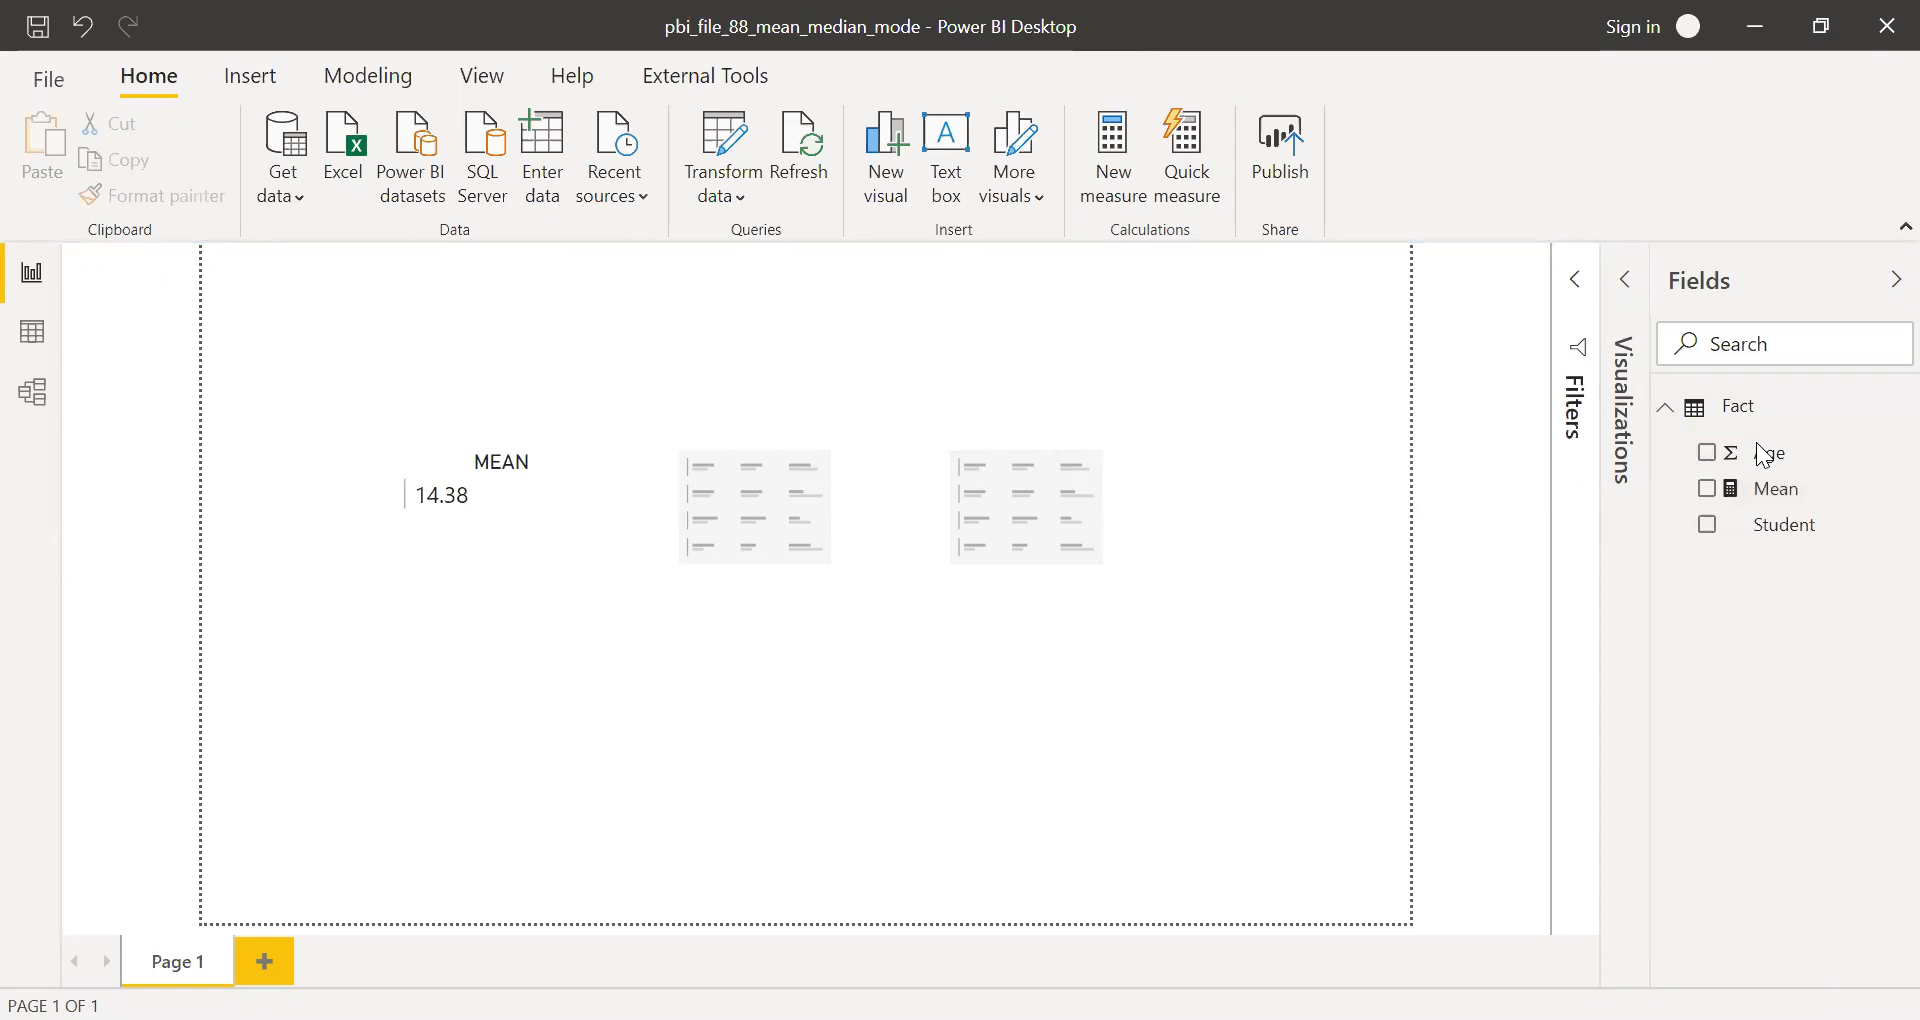 pbi_file_88_mean_median_mode - Power BI Desktop
Sign in
File
Home
Insert
Modeling
View
Help
External Tools
Paste
Cut
Copy
Format painter
Clipboard
Get data
Excel
Power BI datasets
SQL Server
Enter data
Recent sources
Data
Transform data
Refresh
Queries
New visual
Text box
More visuals
Insert
New measure
Quick measure
Calculations
Publish
Share
MEAN
14.38
Filters
Visualizations
Fields
Search
Fact
Mean
Student
Page 1
PAGE 1 OF 1